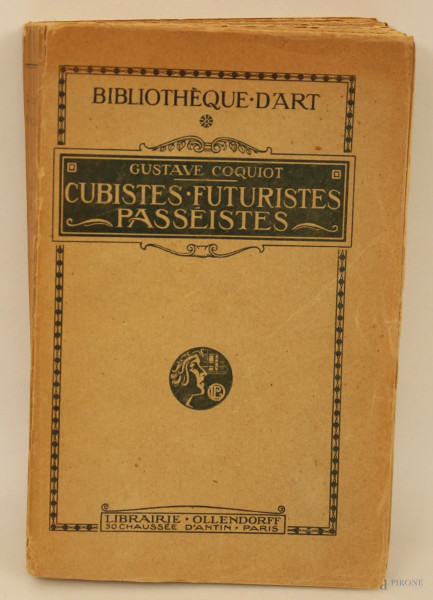 BIBLIOTHÈQUE·D'ART
GUSTAVE COQUIOT
CUBISTES·FUTURISTES
PASSÉISTES
LIBRAIRIE·OLLENDORFF
50 CHAUSSÉE D'ANTIN·PARIS
PIRONE